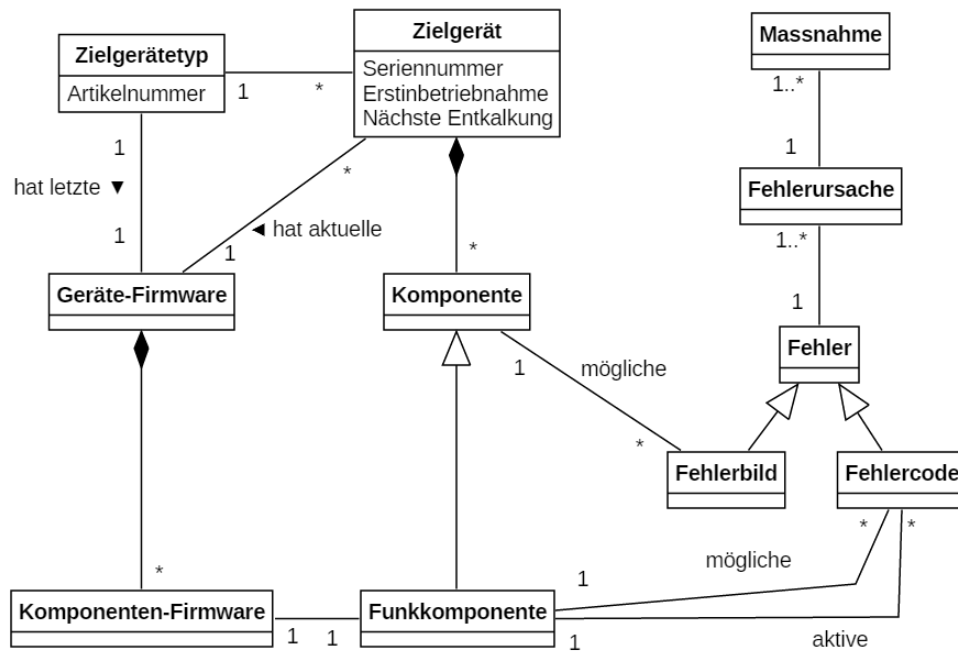 Zielgerätetyp
Artikelnummer
Zielgerät
Seriennummer
Erstinbetriebnahme
Nächste Entkalkung
Massnahme
1
*
1..*
1
hat letzte ▼
1
*
◄ hat aktuelle
1
*
1
Fehlerursache
1..*
1
Geräte-Firmware
Komponente
Fehler
1
mögliche
*
Fehlerbild
Fehlercode
*
*
mögliche
*
1
Komponenten-Firmware
Funkkomponente
1
1
1
aktive